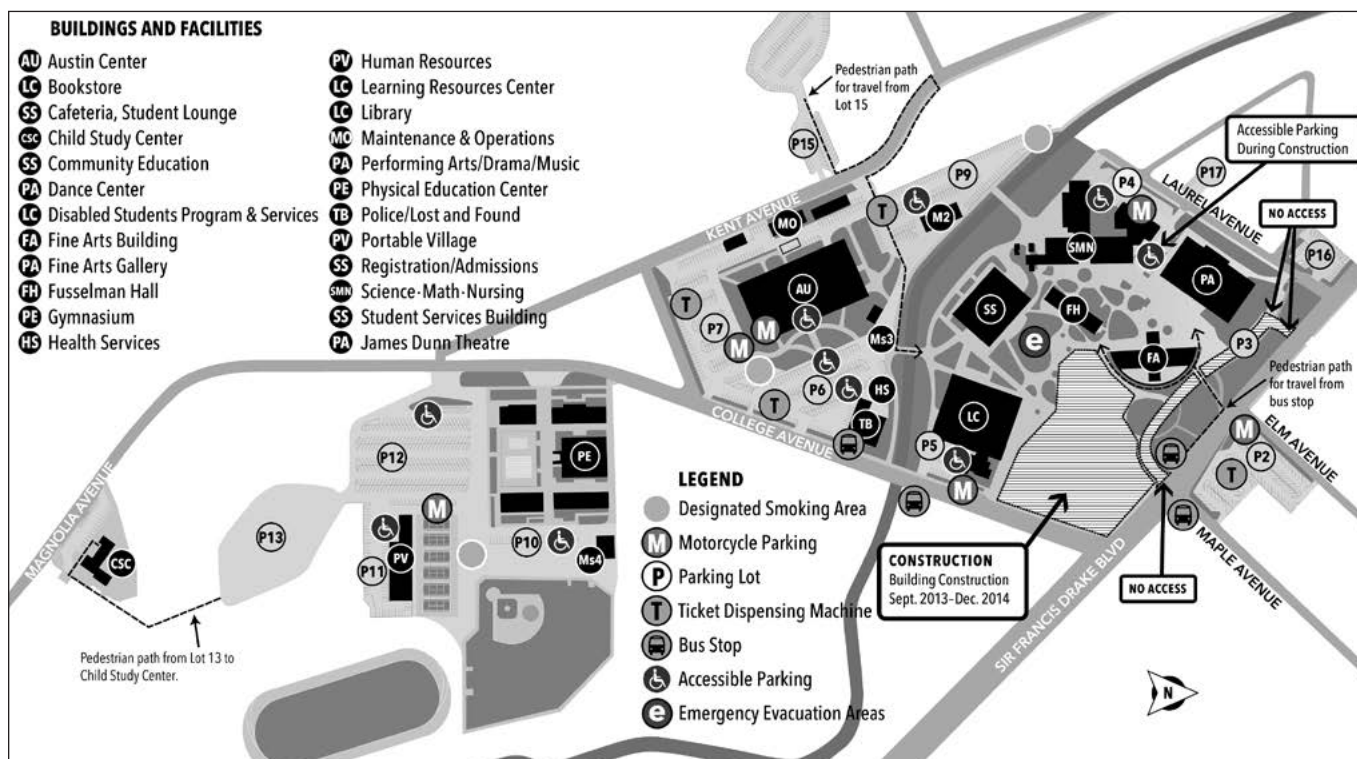 BUILDINGS AND FACILITIES
AU Austin Center
LC Bookstore
SS Cafeteria, Student Lounge
CSC Child Study Center
SS Community Education
PA Dance Center
LC Disabled Students Program & Services
FA Fine Arts Building
PA Fine Arts Gallery
FH Fusselman Hall
PE Gymnasium
HS Health Services
PV Human Resources
LC Learning Resources Center
LC Library
MO Maintenance & Operations
PA Performing Arts/Drama/Music
PE Physical Education Center
TB Police/Lost and Found
PV Portable Village
SS Registration/Admissions
SMN Science-Math-Nursing
SS Student Services Building
PA James Dunn Theatre
Pedestrian path
for travel from
Lot 15
P15
KENT AVENUE
MO
T
P9
M2
Accessible Parking
During Construction
P4
M
P17
LAUREL AVENUE
NO ACCESS
P16
SMN
PA
AU
T
P7
M
M
SS
FH
e
FA
P3
Ms3
P6
HS
T
TB
LC
P5
M
COLLEGE AVENUE
Pedestrian path
for travel from
bus stop
M
P2
T
ELM AVENUE
MAPLE AVENUE
SIR FRANCIS DRAKE BLVD
NO ACCESS
CONSTRUCTION
Building Construction
Sept. 2013–Dec. 2014
MAGNOLIA AVENUE
P12
PE
M
P13
CSC
P11
PV
P10
Ms4
Pedestrian path from Lot 13 to
Child Study Center.
LEGEND
Designated Smoking Area
M Motorcycle Parking
P Parking Lot
T Ticket Dispensing Machine
Bus Stop
Accessible Parking
e Emergency Evacuation Areas
N